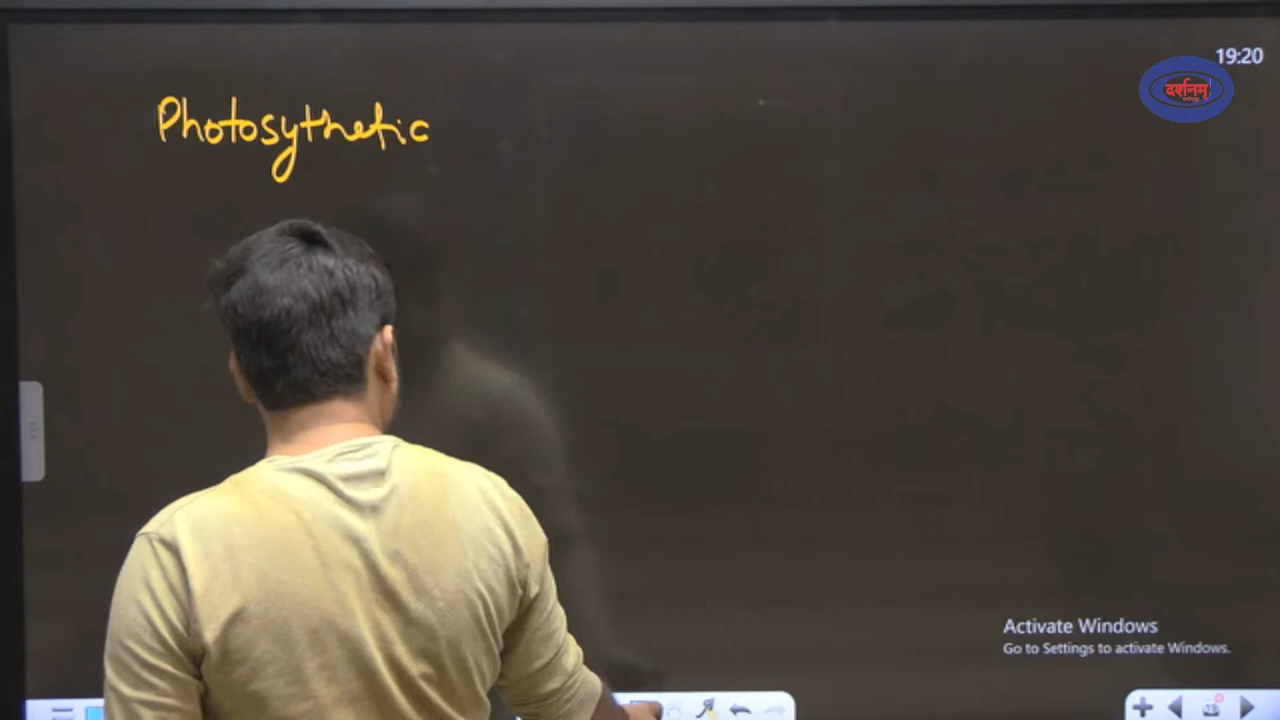 19:20
दर्शनम्
Photosythetic
Activate Windows
Go to Settings to activate Windows.